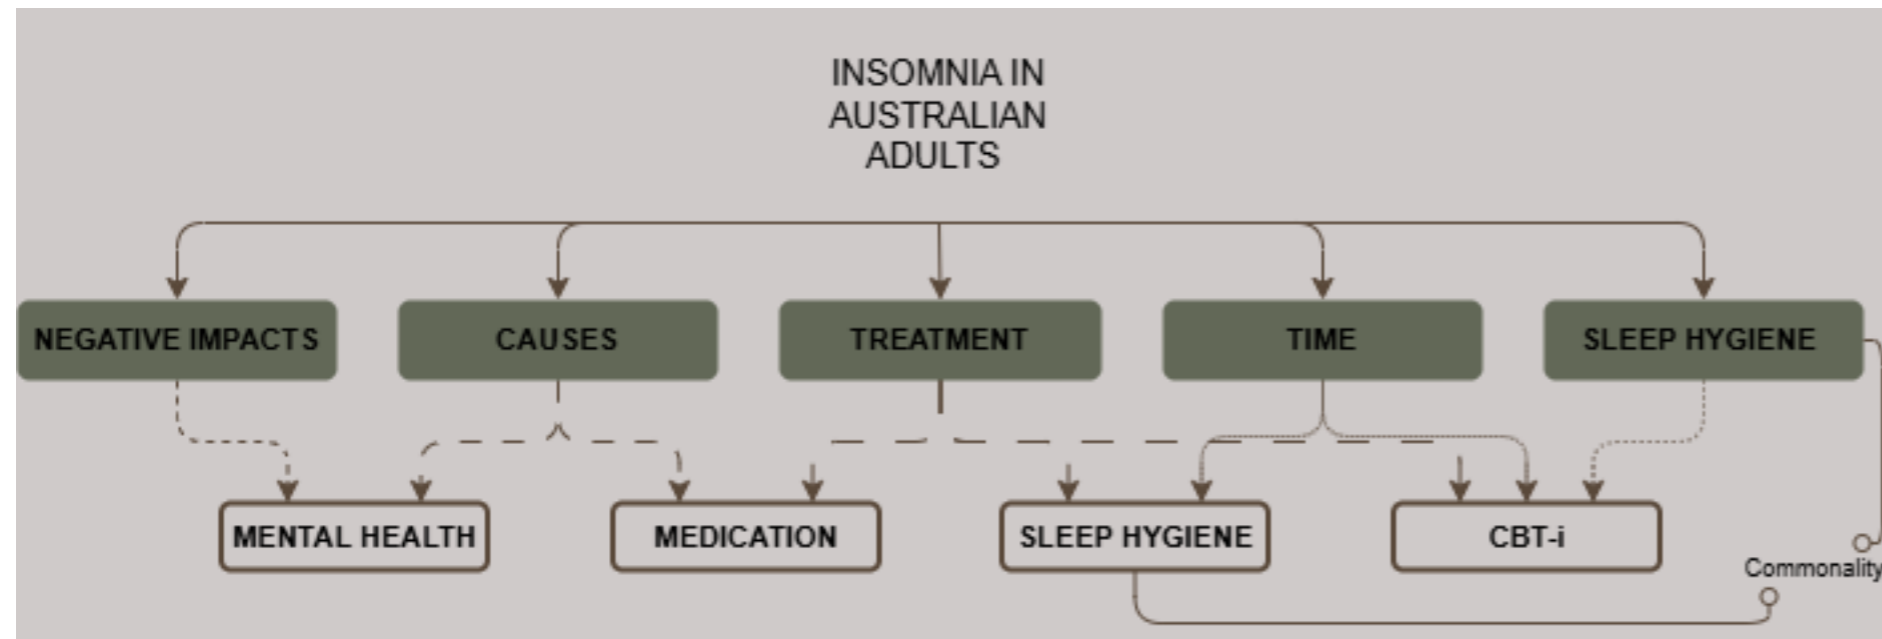 INSOMNIA IN
AUSTRALIAN
ADULTS
NEGATIVE IMPACTS
CAUSES
TREATMENT
TIME
SLEEP HYGIENE
MENTAL HEALTH
MEDICATION
SLEEP HYGIENE
CBT-i
Commonality